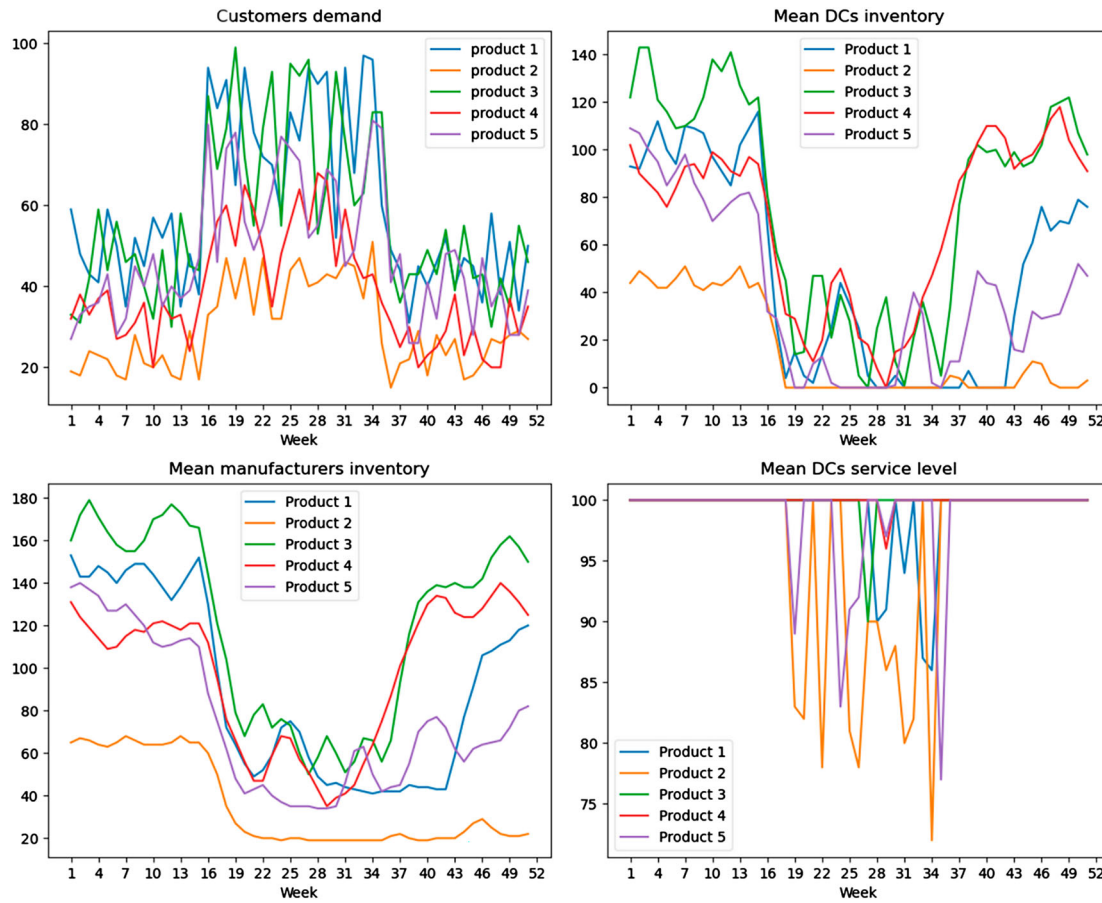 Customers demand
100
80
60
40
20
product 1
product 2
product 3
product 4
product 5
1 4 7 10 13 16 19 22 25 28 31 34 37 40 43 46 49 52
Week
Mean DCs inventory
140
120
100
80
60
40
20
0
Product 1
Product 2
Product 3
Product 4
Product 5
1 4 7 10 13 16 19 22 25 28 31 34 37 40 43 46 49 52
Week
Mean manufacturers inventory
180
160
140
120
100
80
60
40
20
Product 1
Product 2
Product 3
Product 4
Product 5
1 4 7 10 13 16 19 22 25 28 31 34 37 40 43 46 49 52
Week
Mean DCs service level
100
95
90
85
80
75
Product 1
Product 2
Product 3
Product 4
Product 5
1 4 7 10 13 16 19 22 25 28 31 34 37 40 43 46 49 52
Week